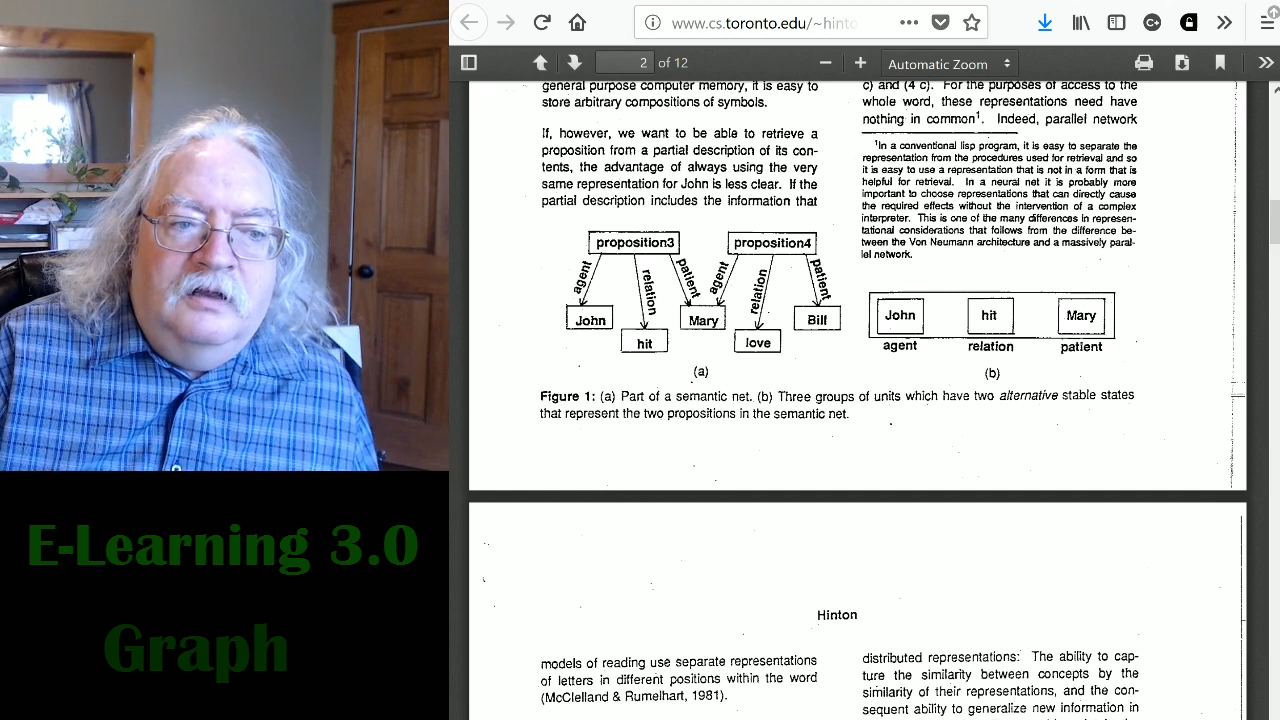 www.cs.toronto.edu/~hinto
2 of 12
Automatic Zoom
general purpose computer memory, it is easy to
store arbitrary compositions of symbols.
If, however, we want to be able to retrieve a
proposition from a partial description of its con-
tents, the advantage of always using the very
same representation for John is less clear. If the
partial description includes the information that
c) and (4 c). For the purposes of access to the
whole word, these representations need have
nothing in common1. Indeed, parallel network
1In a conventional lisp program, it is easy to separate the
representation from the procedures used for retrieval and so
it is easy to use a representation that is not in a form that is
helpful for retrieval. In a neural net it is probably more
important to choose representations that can directly cause
the required effects without the intervention of a complex
interpreter. This is one of the many differences in represen-
tational considerations that follows from the difference be-
tween the Von Neumann architecture and a massively paral-
lel network.
proposition3
proposition4
agent
relation
patient
agent
relation
patient
John
hit
Mary
love
Bill
(a)
John
hit
Mary
agent
relation
patient
(b)
Figure 1: (a) Part of a semantic net. (b) Three groups of units which have two alternative stable states
that represent the two propositions in the semantic net.
Hinton
models of reading use separate representations
of letters in different positions within the word
(McClelland & Rumelhart, 1981).
distributed representations: The ability to cap-
ture the similarity between concepts by the
similarity of their representations, and the con-
sequent ability to generalize new information in
E-Learning 3.0
Graph